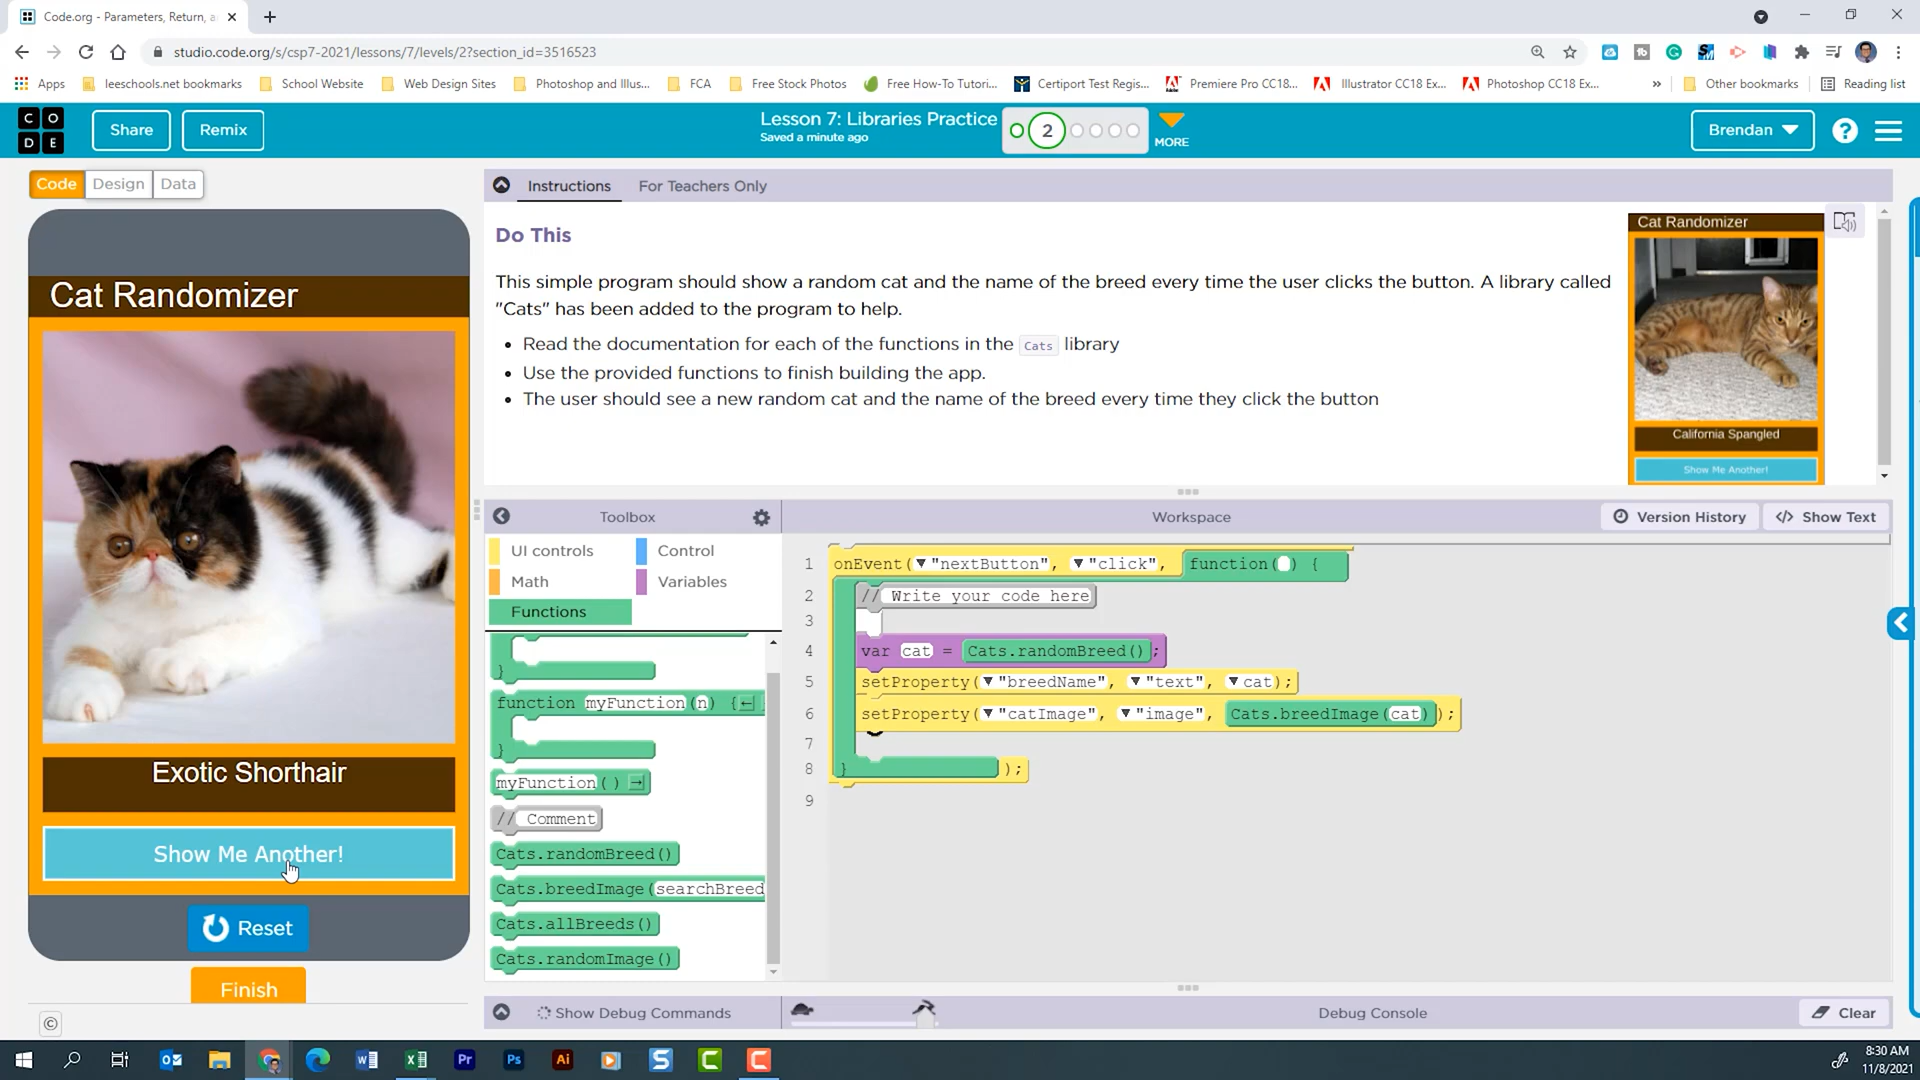 Code.org - Parameters, Return, a
studio.code.org/s/csp7-2021/lessons/7/levels/2?section_id=3516523
Apps
leeschools.net bookmarks
School Website
Web Design Sites
Photoshop and Illus...
FCA
Free Stock Photos
Free How-To Tutori...
Certiport Test Regis...
Premiere Pro CC18...
Illustrator CC18 Ex...
Photoshop CC18 Ex...
Other bookmarks
Reading list
CODE
Share
Remix
Lesson 7: Libraries Practice
Saved a minute ago
2
MORE
Brendan
?
Code
Design
Data
Instructions
For Teachers Only
Do This
This simple program should show a random cat and the name of the breed every time the user clicks the button. A library called
"Cats" has been added to the program to help.
• Read the documentation for each of the functions in the Cats library
• Use the provided functions to finish building the app.
• The user should see a new random cat and the name of the breed every time they click the button
Cat Randomizer
California Spangled
Show Me Another!
Cat Randomizer
Exotic Shorthair
Show Me Another!
Reset
Finish
©
Toolbox
Workspace
Version History
</> Show Text
UI controls
Control
Math
Variables
Functions
}
function myFunction(n) {
}
myFunction()
// Comment
Cats.randomBreed()
Cats.breedImage(searchBreed
Cats.allBreeds()
Cats.randomImage()
1 onEvent("nextButton", "click", function() {
2 // Write your code here
3
4 var cat = Cats.randomBreed();
5 setProperty("breedName", "text", cat);
6 setProperty("catImage", "image", Cats.breedImage(cat));
7
8 });
9
Show Debug Commands
Debug Console
Clear
Pr
Ps
Ai
8:30 AM
11/8/2021